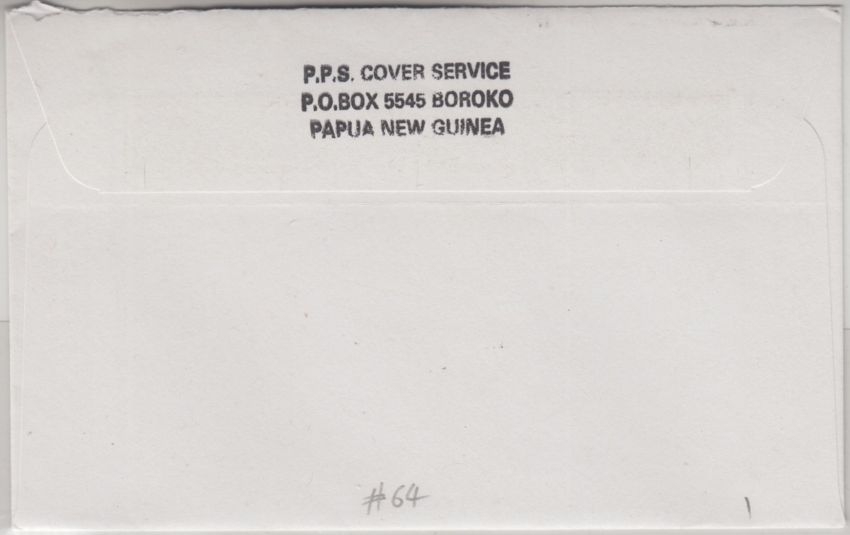 P.P.S. COVER SERVICE
P.O.BOX 5545 BOROKO
PAPUA NEW GUINEA
#64